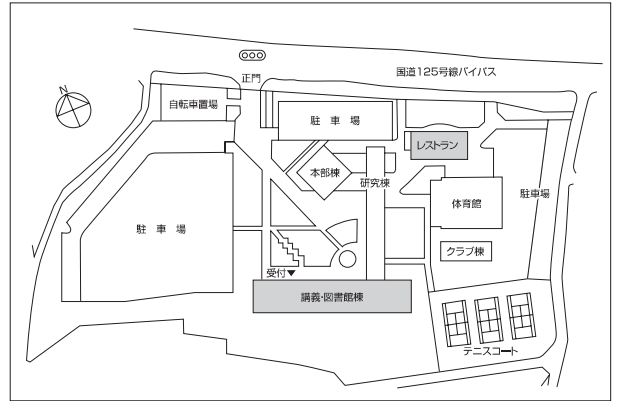 国道125号線バイパス
正門
N
自転車置場
駐車場
レストラン
本部棟
研究棟
駐車場
体育館
駐車場
クラブ棟
受付▼
講義・図書館棟
テニスコート